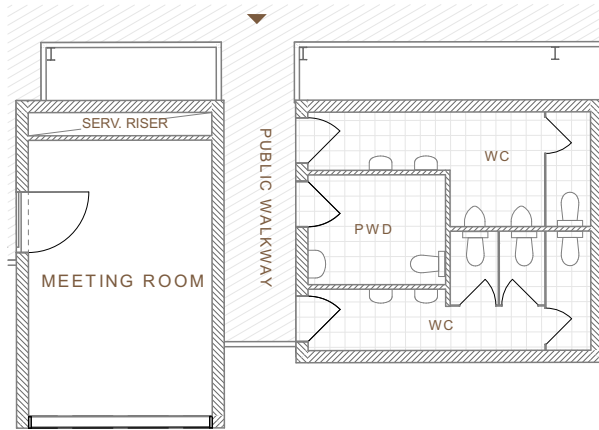 SERV. RISER
PUBLIC WALKWAY
WC
PWD
MEETING ROOM
WC